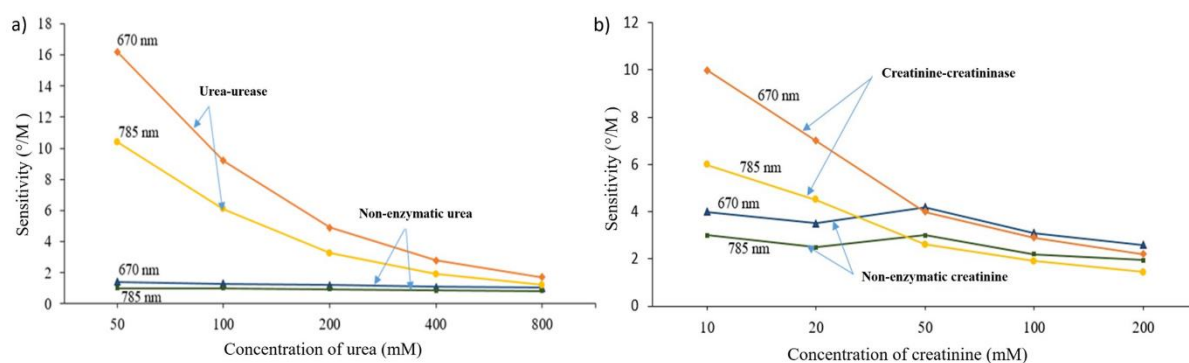 a)
18
16
14
12
10
8
6
4
2
0
Sensitivity (°/M )
670 nm
Urea-urease
785 nm
Non-enzymatic urea
670 nm
785 nm
50 100 200 400 800
Concentration of urea (mM)
b)
12
10
8
6
4
2
0
Sensitivity (°/M )
Creatinine-creatininase
670 nm
785 nm
670 nm
785 nm
Non-enzymatic creatinine
10 20 50 100 200
Concentration of creatinine (mM)